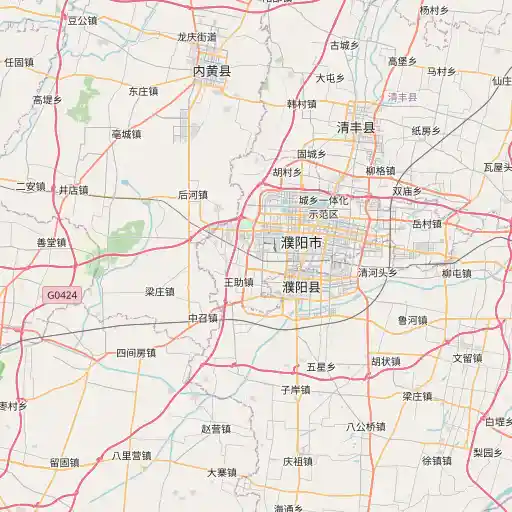 杨村乡
豆公镇
龙庆街道
古城乡
任固镇
高堡乡
内黄县
马村乡
大屯乡
仙庄
东庄镇
高堤乡
韩村镇
清丰县
亳城镇
清丰县
纸房乡
固城乡
胡村乡
柳格镇
瓦屋头
二安镇
井店镇
后河镇
双庙乡
城乡一体化
示范区
岳村镇
善堂镇
濮阳市
清河头乡
柳屯镇
王助镇
濮阳县
G0424
梁庄镇
中召镇
鲁河镇
四间房镇
文留镇
五星乡
胡状镇
子岸镇
梁庄镇
枣村乡
白堽乡
赵营镇
八公桥镇
八里营镇
梨园乡
留固镇
庆祖镇
徐镇镇
大寨镇
海通乡